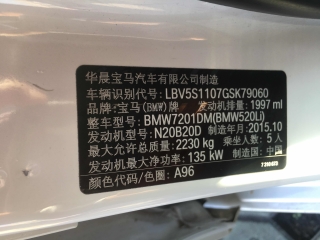 华晨宝马汽车有限公司制造
车辆识别代号: LBV5S1107GSK79060
品牌:宝马(BMW) 发动机排量: 1997 ml
整车型号: BMW7201DM(BMW520Li)
发动机型号: N20B20D 制造年月:2015.10
最大允许总质量: 2230 kg 乘坐人数: 5 人
发动机最大净功率: 135 kW 制造国: 中国
颜色代码/色圈: A96